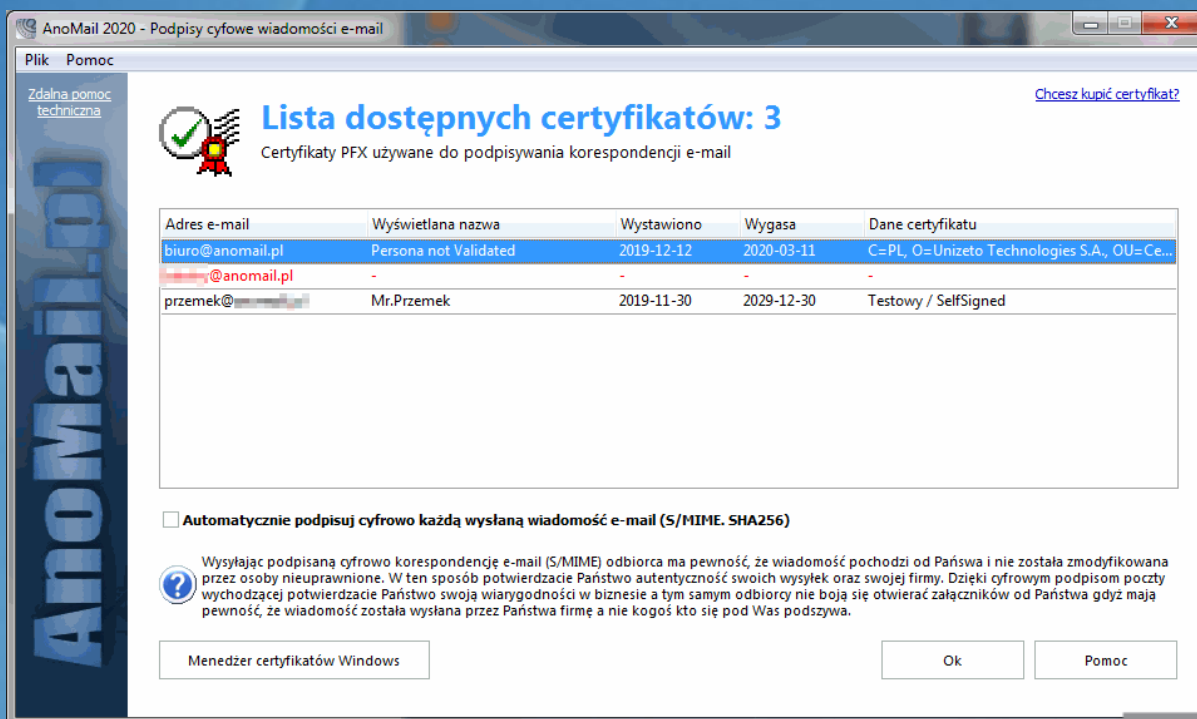 AnoMail 2020 - Podpisy cyfowe wiadomości e-mail
Plik Pomoc
Zdalna pomoc
techniczna
Chcesz kupić certyfikat?
Lista dostępnych certyfikatów: 3
Certyfikaty PFX używane do podpisywania korespondencji e-mail
Adres e-mail Wyświetlana nazwa Wystawiono Wygasa Dane certyfikatu
biuro@anomail.pl Persona not Validated 2019-12-12 2020-03-11 C=PL, O=Unizeto Technologies S.A., OU=Ce...
@anomail.pl - - - -
przemek@ Mr.Przemek 2019-11-30 2029-12-30 Testowy / SelfSigned
Automatycznie podpisuj cyfrowo każdą wysłaną wiadomość e-mail (S/MIME. SHA256)
Wysyłając podpisaną cyfrowo korespondencję e-mail (S/MIME) odbiorca ma pewność, że wiadomość pochodzi od Pańswa i nie została zmodyfikowana
przez osoby nieuprawnione. W ten sposób potwierdzacie Państwo autentyczność swoich wysyłek oraz swojej firmy. Dzięki cyfrowym podpisom poczty
wychodzącej potwierdzacie Państwo swoją wiarygodności w biznesie a tym samym odbiorcy nie boją się otwierać załączników od Państwa gdyż mają
pewność, że wiadomość została wysłana przez Państwa firmę a nie kogoś kto się pod Was podszywa.
Menedżer certyfikatów Windows Ok Pomoc
AnoMail.pl